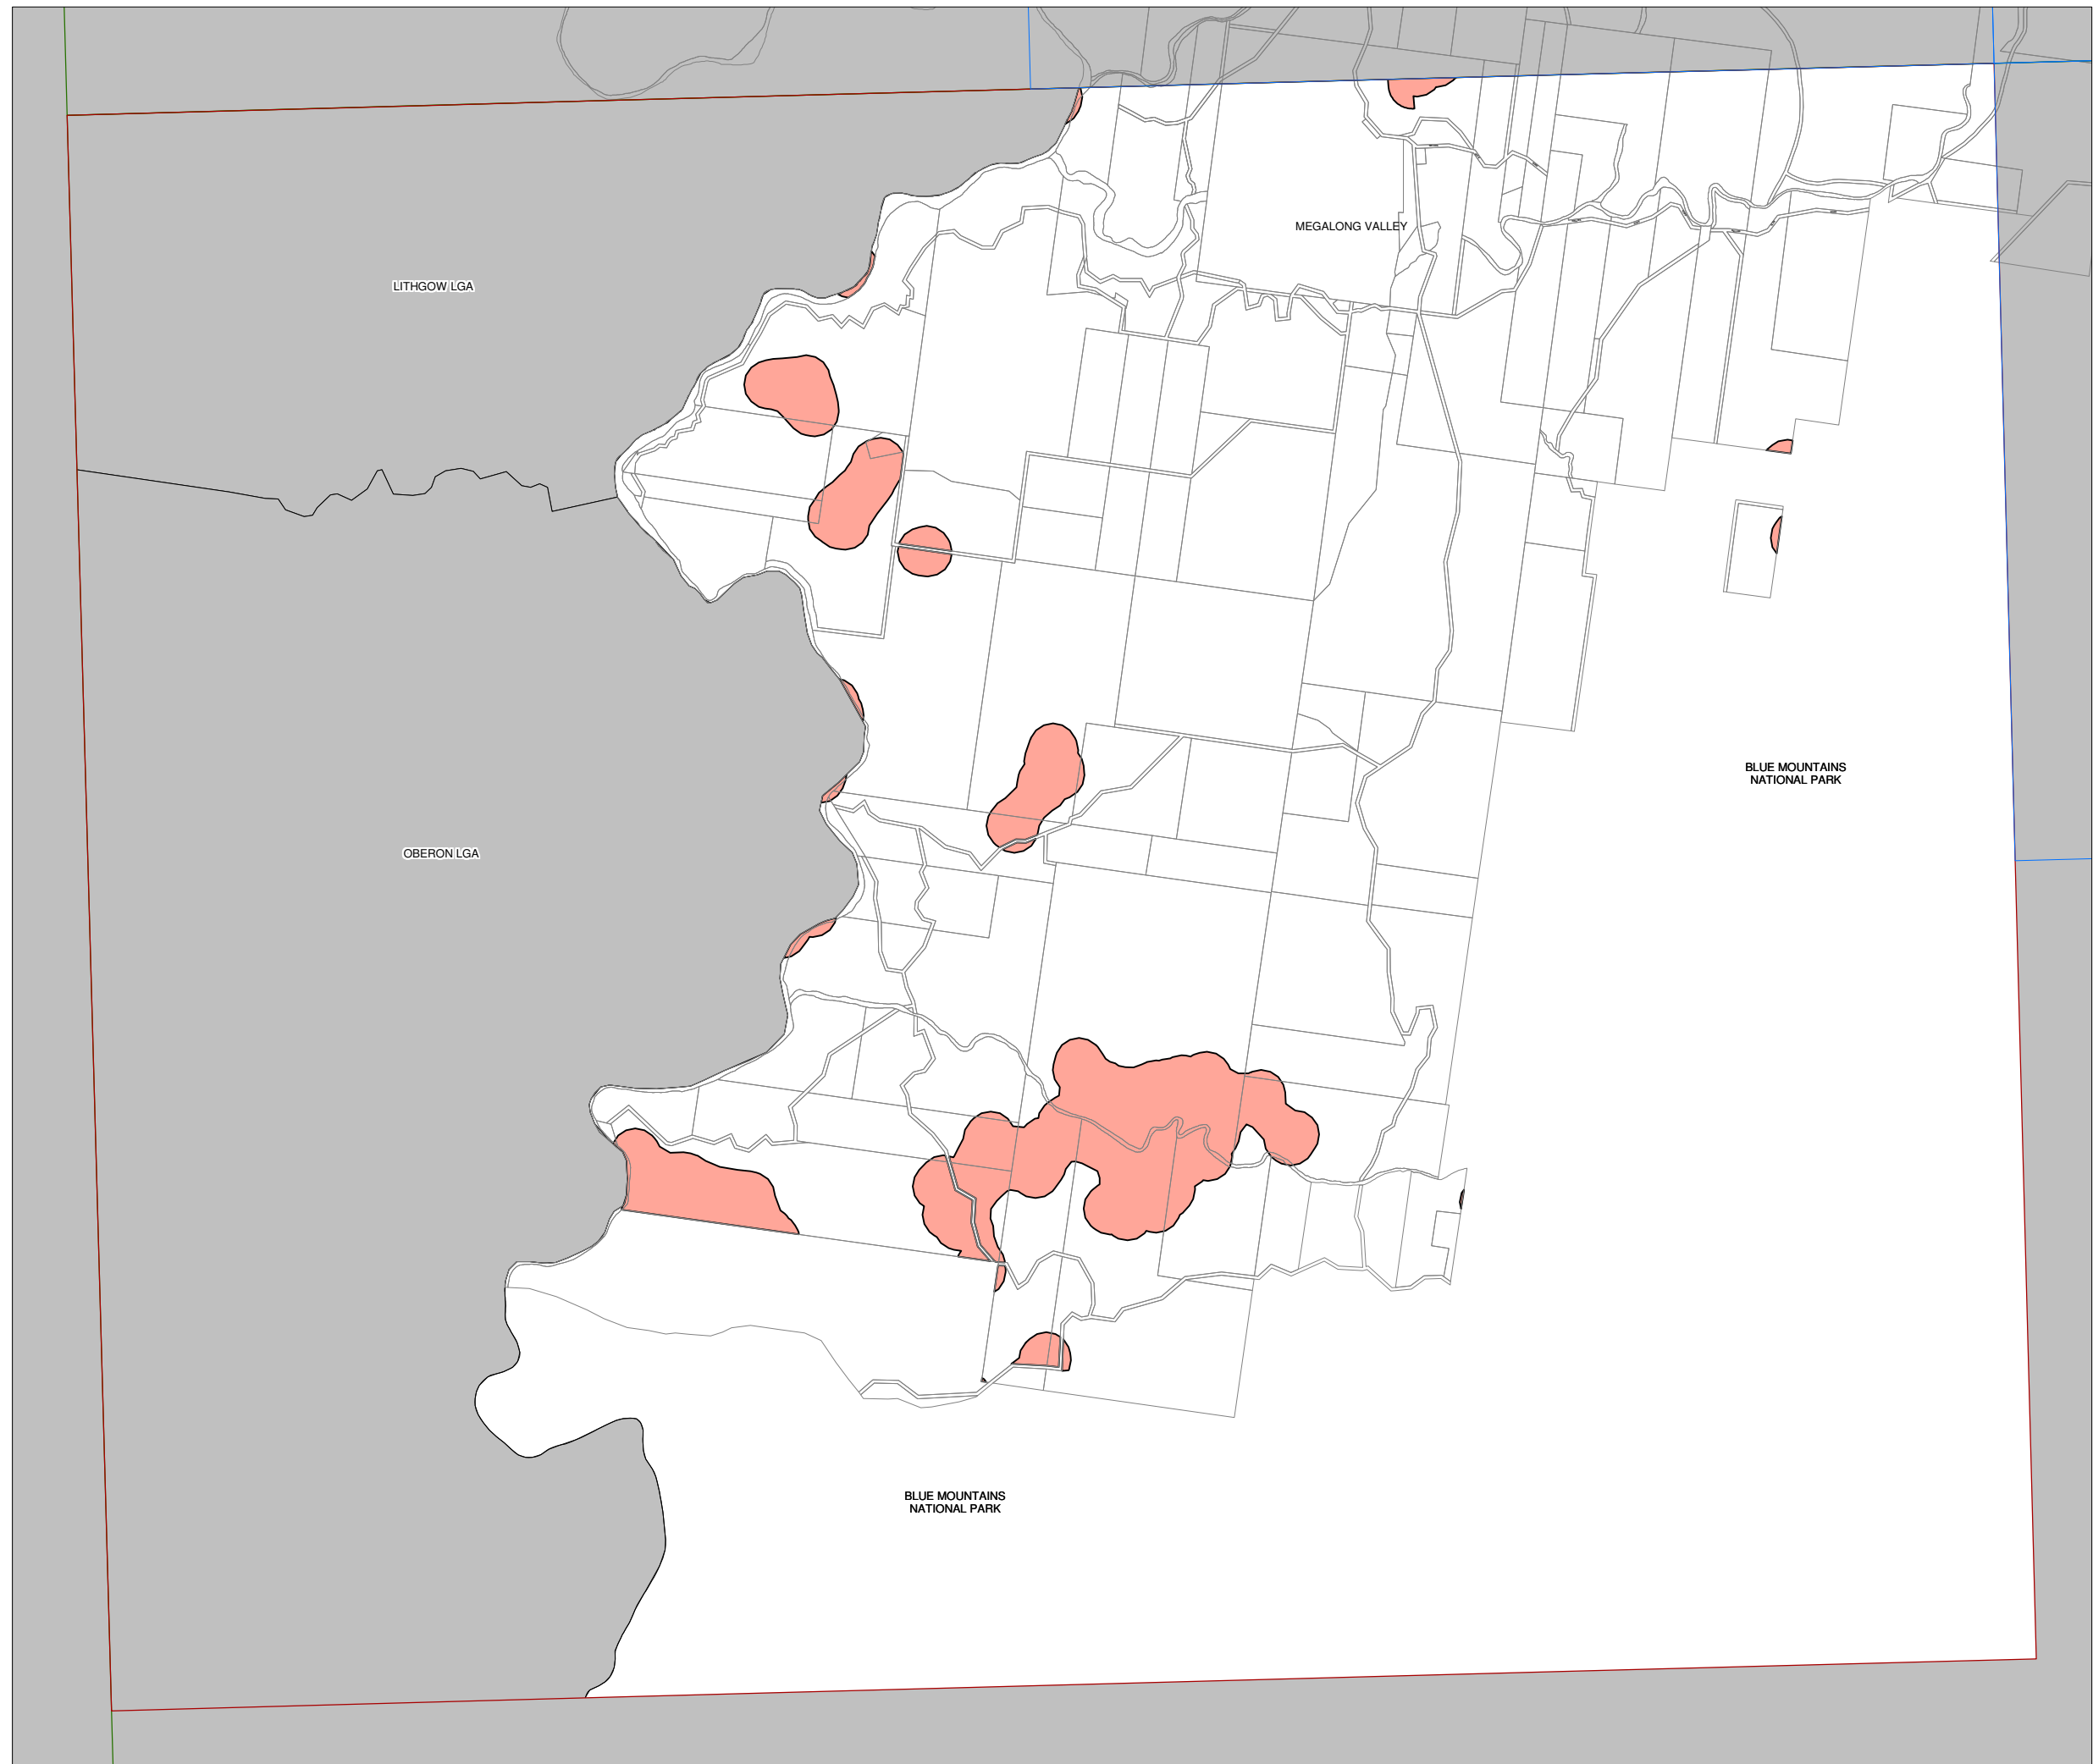 MEGALONG VALLEY
LITHGOW LGA
BLUE MOUNTAINS
NATIONAL PARK
OBERON LGA
BLUE MOUNTAINS
NATIONAL PARK